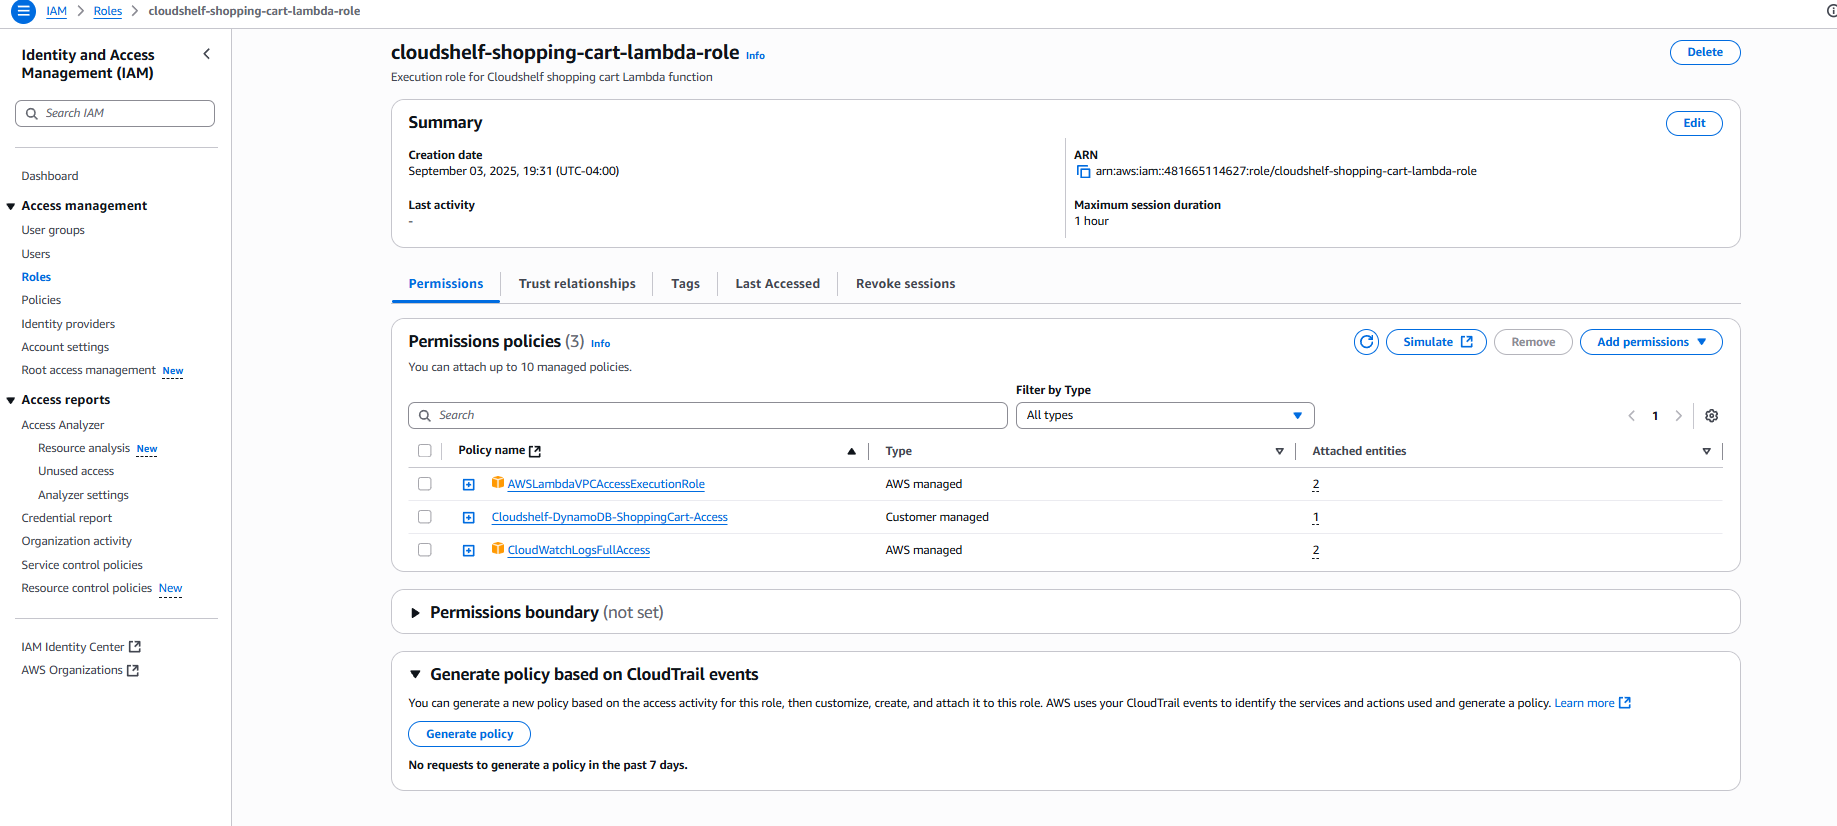 IAM > Roles > cloudshelf-shopping-cart-lambda-role
Identity and Access Management (IAM)
Search IAM
Dashboard
Access management
User groups
Users
Roles
Policies
Identity providers
Account settings
Root access management New
Access reports
Access Analyzer
Resource analysis New
Unused access
Analyzer settings
Credential report
Organization activity
Service control policies
Resource control policies New
IAM Identity Center
AWS Organizations
cloudshelf-shopping-cart-lambda-role Info
Delete
Execution role for Cloudshelf shopping cart Lambda function
Summary
Edit
Creation date
September 03, 2025, 19:31 (UTC-04:00)
ARN
arn:aws:iam::481665114627:role/cloudshelf-shopping-cart-lambda-role
Last activity
-
Maximum session duration
1 hour
Permissions
Trust relationships
Tags
Last Accessed
Revoke sessions
Permissions policies (3) Info
Simulate
Remove
Add permissions
You can attach up to 10 managed policies.
Filter by Type
Search
All types
1
Policy name
Type
Attached entities
AWSLambdaVPCAccessExecutionRole AWS managed 2
Cloudshelf-DynamoDB-ShoppingCart-Access Customer managed 1
CloudWatchLogsFullAccess AWS managed 2
Permissions boundary (not set)
Generate policy based on CloudTrail events
You can generate a new policy based on the access activity for this role, then customize, create, and attach it to this role. AWS uses your CloudTrail events to identify the services and actions used and generate a policy. Learn more
Generate policy
No requests to generate a policy in the past 7 days.